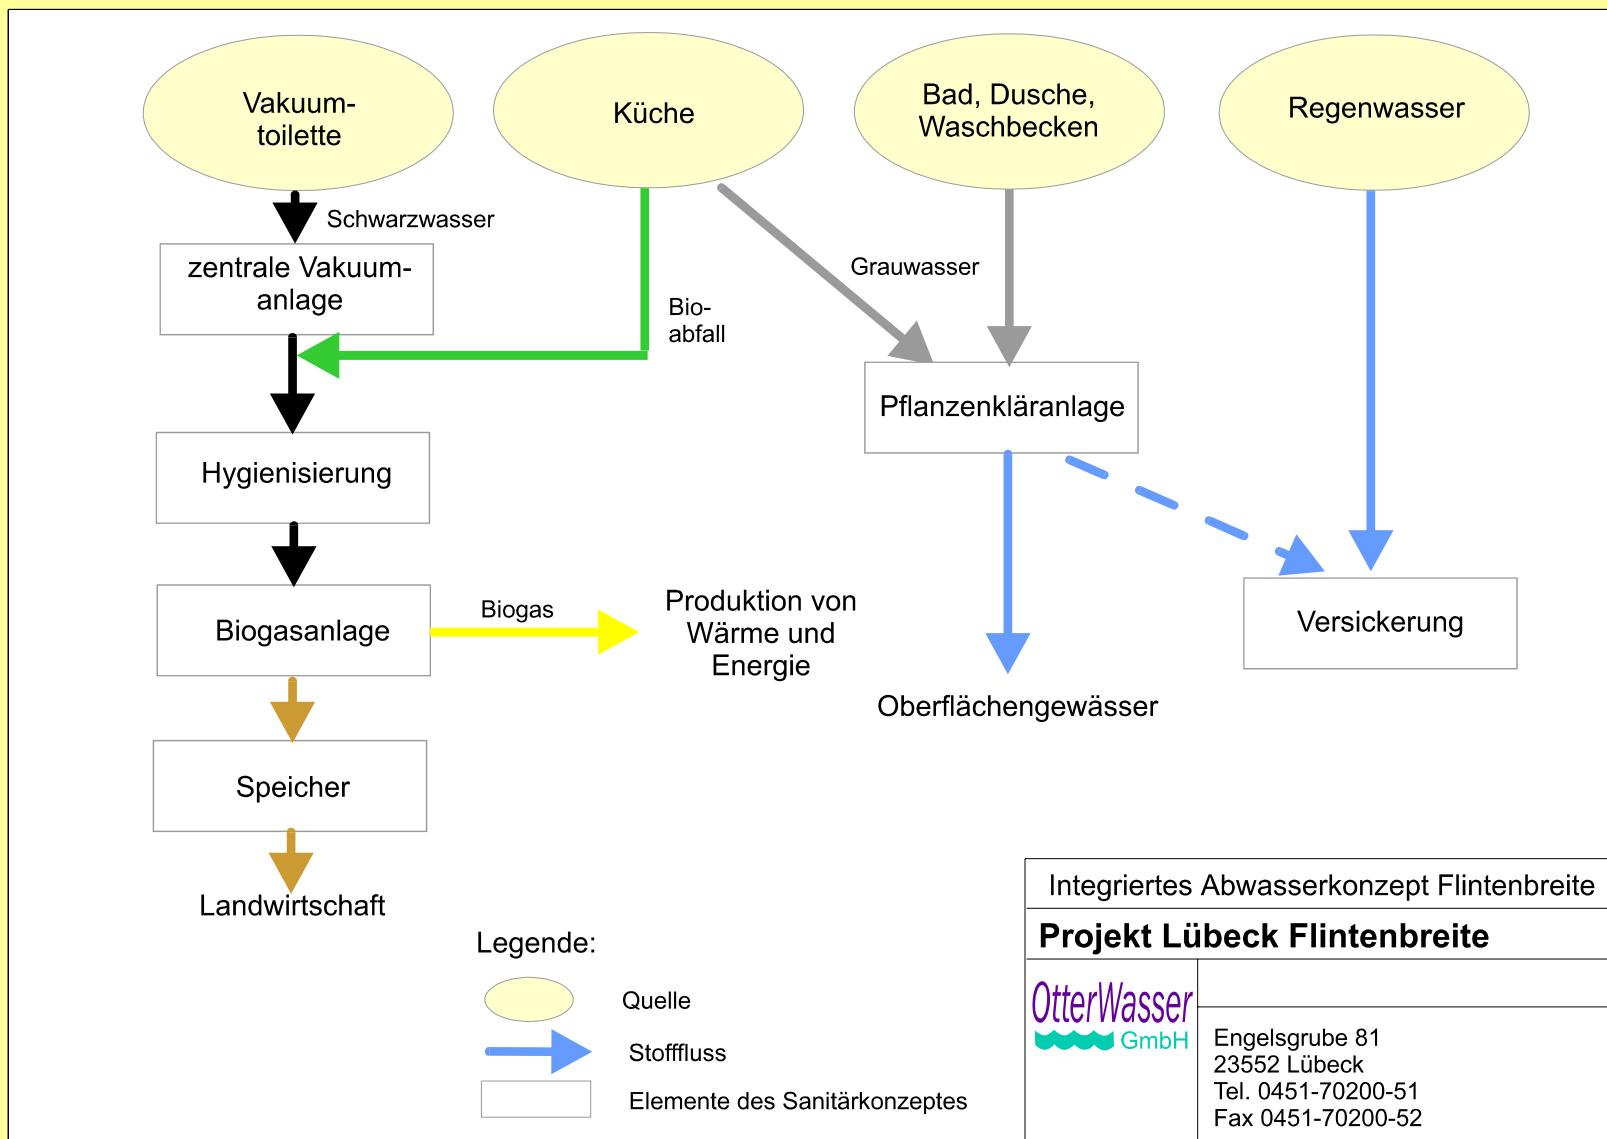 Vakuum-
toilette
Küche
Bad, Dusche,
Waschbecken
Regenwasser
Schwarzwasser
zentrale Vakuum-
anlage
Grauwasser
Bio-
abfall
Pflanzenkläranlage
Hygienisierung
Biogasanlage
Biogas
Produktion von
Wärme und
Energie
Versickerung
Oberflächengewässer
Speicher
Landwirtschaft
Legende:
Quelle
Stofffluss
Elemente des Sanitärkonzeptes
Integriertes Abwasserkonzept Flintenbreite
Projekt Lübeck Flintenbreite
OtterWasser
GmbH
Engelsgrube 81
23552 Lübeck
Tel. 0451-70200-51
Fax 0451-70200-52